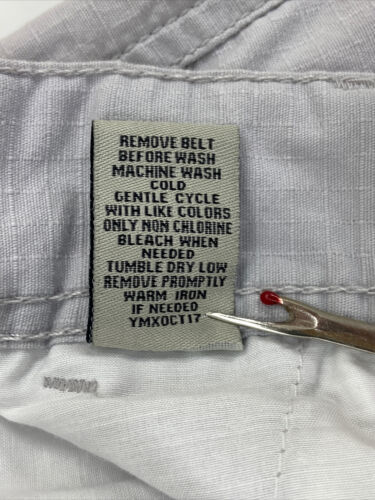 REMOVE BELT
BEFORE WASH
MACHINE WASH
COLD
GENTLE CYCLE
WITH LIKE COLORS
ONLY NON CHLORINE
BLEACH WHEN
NEEDED
TUMBLE DRY LOW
REMOVE PROMPTLY
WARM IRON
IF NEEDED
YMXOCT17